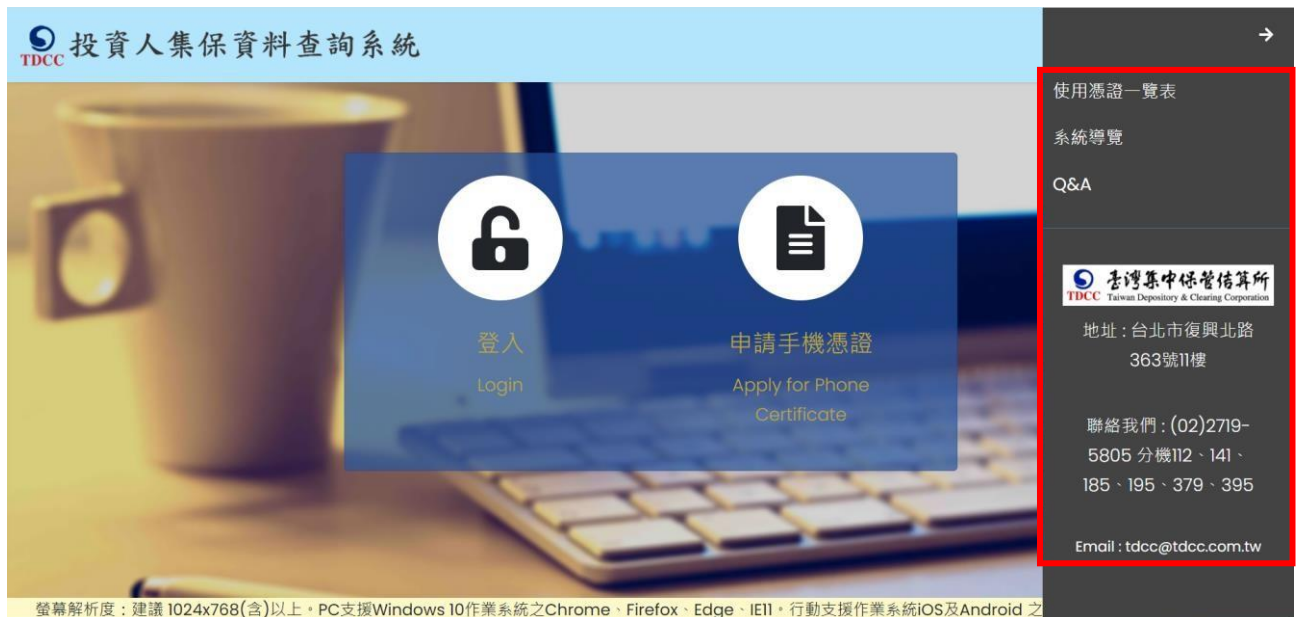 TDCC 投資人集保資料查詢系統
登入
Login
申請手機憑證
Apply for Phone
Certificate
螢幕解析度：建議 1024x768(含)以上。PC支援Windows 10作業系統之Chrome、Firefox、Edge、IE11。行動支援作業系統iOS及Android 之
使用憑證一覽表
系統導覽
Q&A
TDCC 臺灣集中保管結算所
Taiwan Depository & Clearing Corporation
地址 : 台北市復興北路
363號11樓
聯絡我們 : (02)2719-
5805 分機112、141、
185、195、379、395
Email : tdcc@tdcc.com.tw